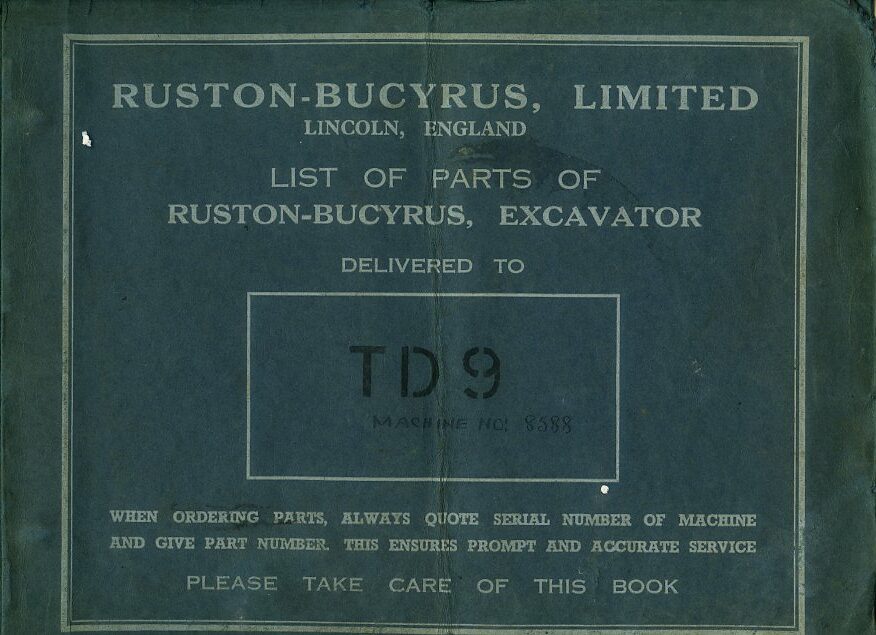 RUSTON-BUCYRUS, LIMITED
LINCOLN, ENGLAND
LIST OF PARTS OF
RUSTON-BUCYRUS, EXCAVATOR
DELIVERED TO
TD9
MACHINE NO: 8388
WHEN ORDERING PARTS, ALWAYS QUOTE SERIAL NUMBER OF MACHINE
AND GIVE PART NUMBER. THIS ENSURES PROMPT AND ACCURATE SERVICE
PLEASE TAKE CARE OF THIS BOOK